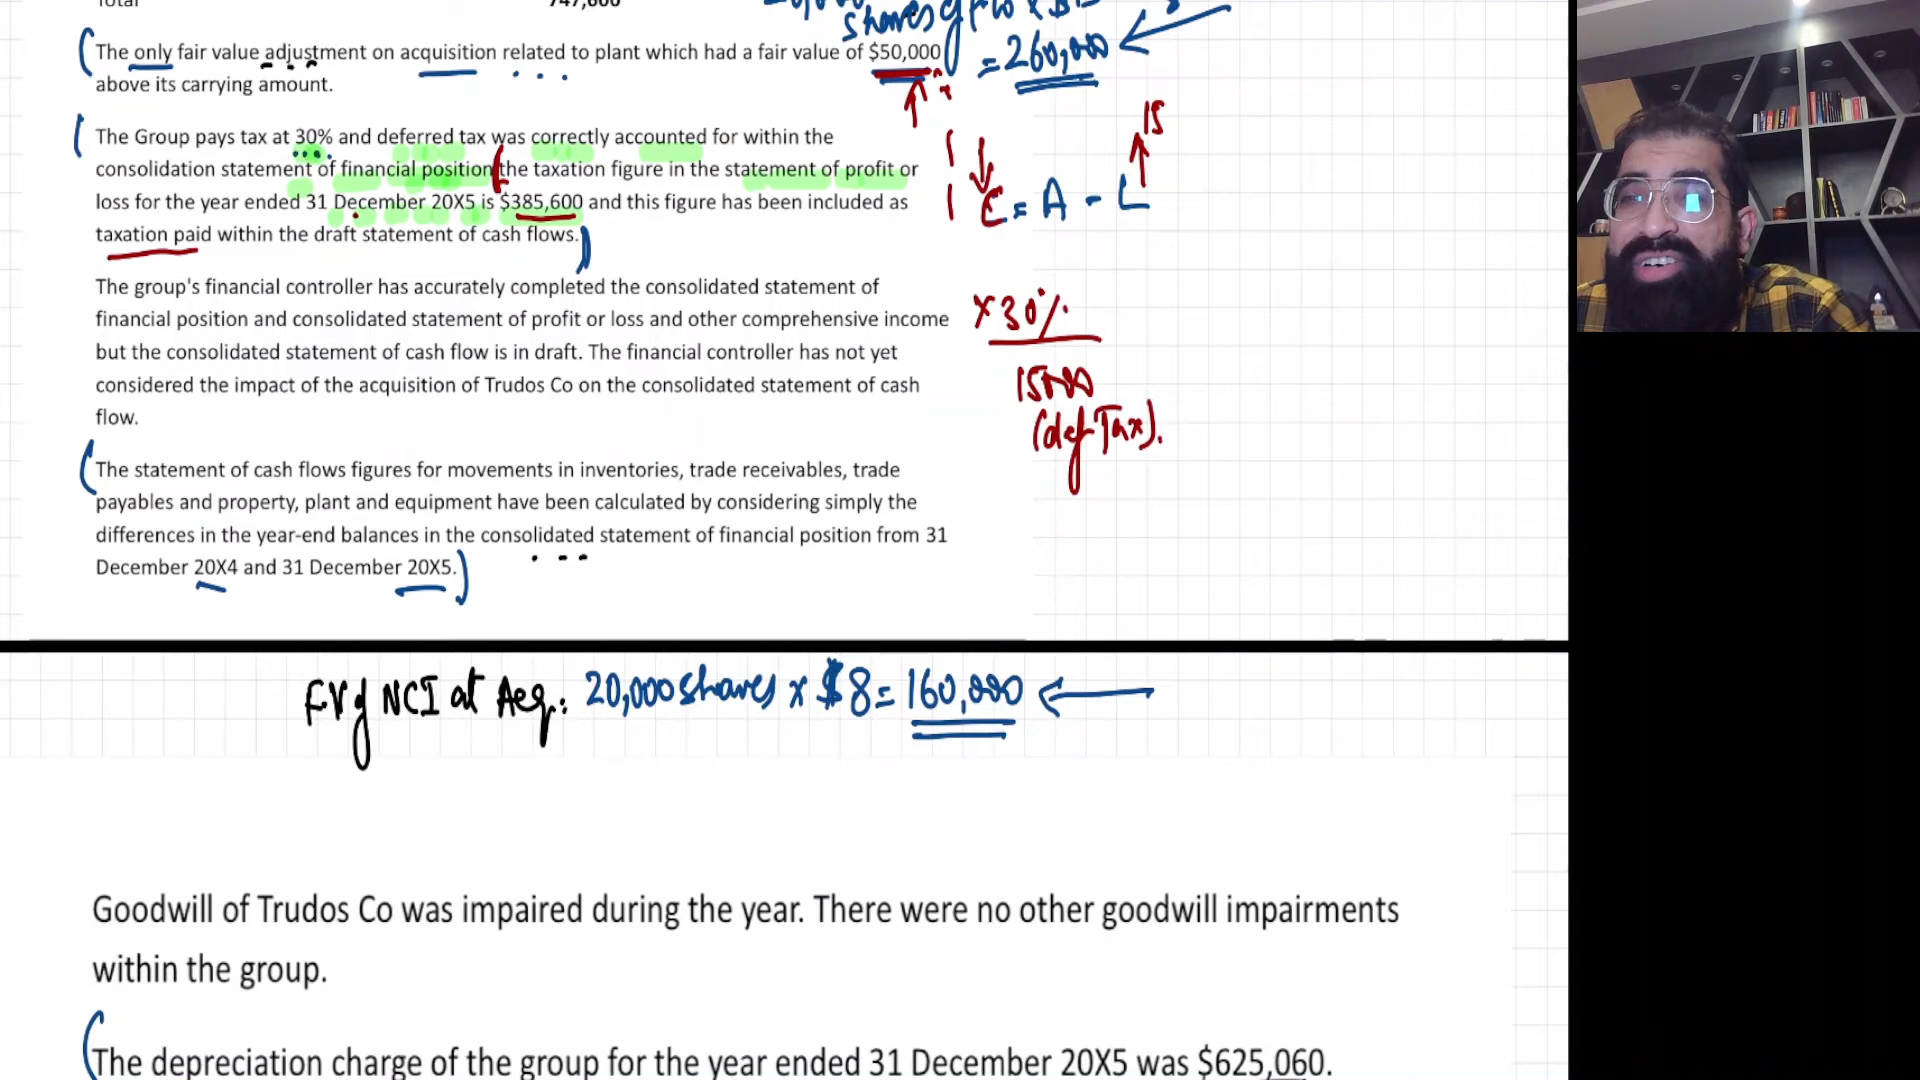 Total 747,600
shares of P Co x $13
= 260,000
The only fair value adjustment on acquisition related to plant which had a fair value of $50,000
above its carrying amount.
The Group pays tax at 30% and deferred tax was correctly accounted for within the
consolidation statement of financial position the taxation figure in the statement of profit or
loss for the year ended 31 December 20X5 is $385,600 and this figure has been included as
taxation paid within the draft statement of cash flows.
15
E = A - L
The group's financial controller has accurately completed the consolidated statement of
financial position and consolidated statement of profit or loss and other comprehensive income
but the consolidated statement of cash flow is in draft. The financial controller has not yet
considered the impact of the acquisition of Trudos Co on the consolidated statement of cash
flow.
x 30%
15000
(def Tax).
The statement of cash flows figures for movements in inventories, trade receivables, trade
payables and property, plant and equipment have been calculated by considering simply the
differences in the year-end balances in the consolidated statement of financial position from 31
December 20X4 and 31 December 20X5.
FV of NCI at Acq: 20,000 shares x $8 = 160,000
Goodwill of Trudos Co was impaired during the year. There were no other goodwill impairments
within the group.
The depreciation charge of the group for the year ended 31 December 20X5 was $625,060.